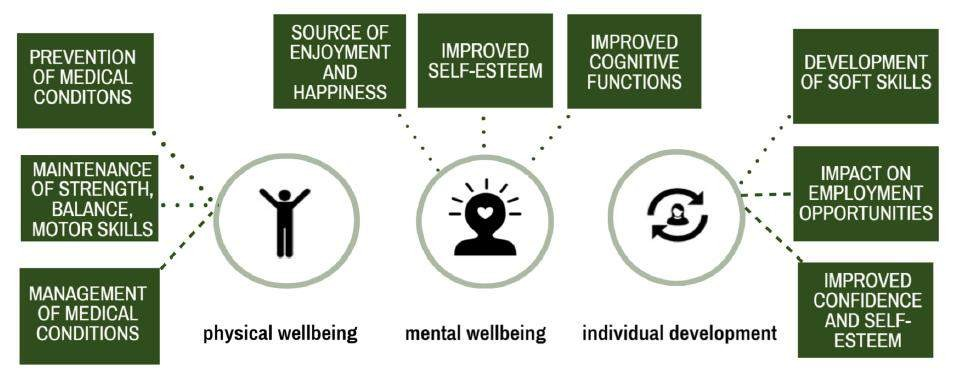 PREVENTION
OF MEDICAL
CONDITONS
MAINTENANCE
OF STRENGTH,
BALANCE,
MOTOR SKILLS
MANAGEMENT
OF MEDICAL
CONDITIONS
physical wellbeing
SOURCE OF
ENJOYMENT
AND
HAPPINESS
IMPROVED
SELF-ESTEEM
IMPROVED
COGNITIVE
FUNCTIONS
mental wellbeing
DEVELOPMENT
OF SOFT SKILLS
IMPACT ON
EMPLOYMENT
OPPORTUNITIES
IMPROVED
CONFIDENCE
AND SELF-
ESTEEM
individual development